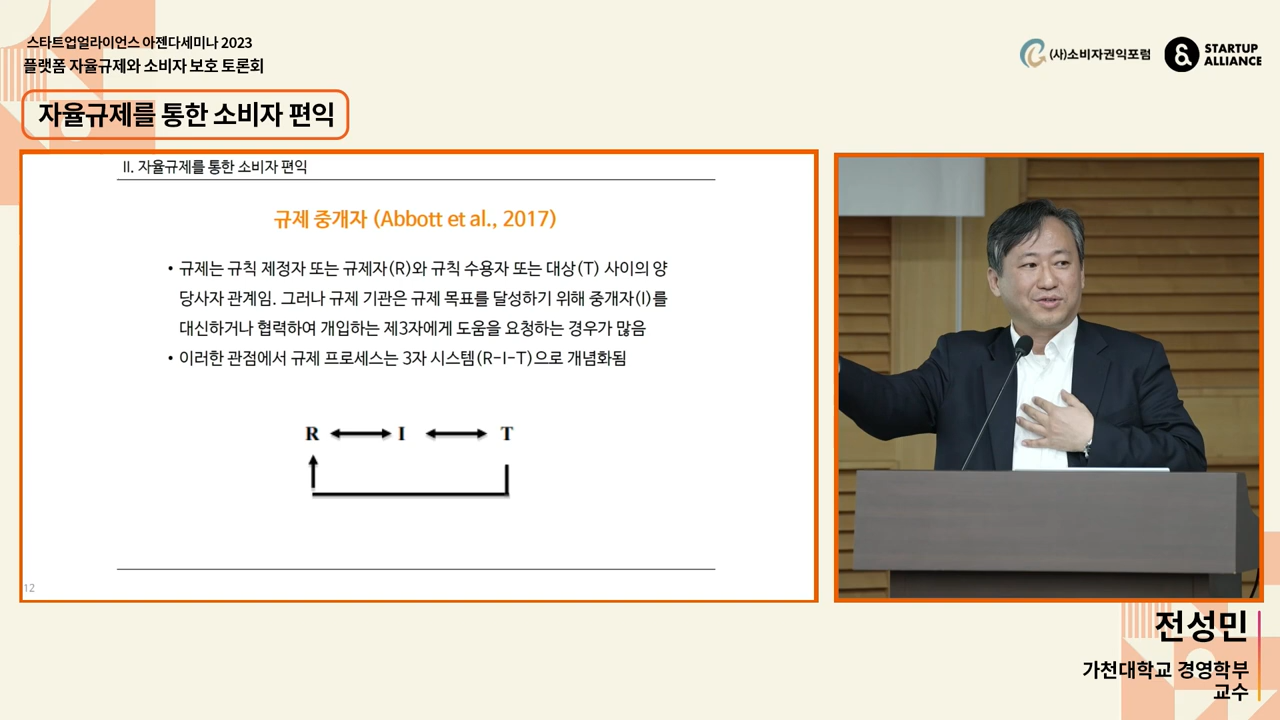 스타트업얼라이언스 아젠다세미나 2023
플랫폼 자율규제와 소비자 보호 토론회
(사)소비자권익포럼
STARTUP
ALLIANCE
자율규제를 통한 소비자 편익
II. 자율규제를 통한 소비자 편익
규제 중개자 (Abbott et al., 2017)
• 규제는 규칙 제정자 또는 규제자(R)와 규칙 수용자 또는 대상(T) 사이의 양
당사자 관계임. 그러나 규제 기관은 규제 목표를 달성하기 위해 중개자(I)를
대신하거나 협력하여 개입하는 제3자에게 도움을 요청하는 경우가 많음
• 이러한 관점에서 규제 프로세스는 3자 시스템(R-I-T)으로 개념화됨
R I T
12
전성민
가천대학교 경영학부
교수